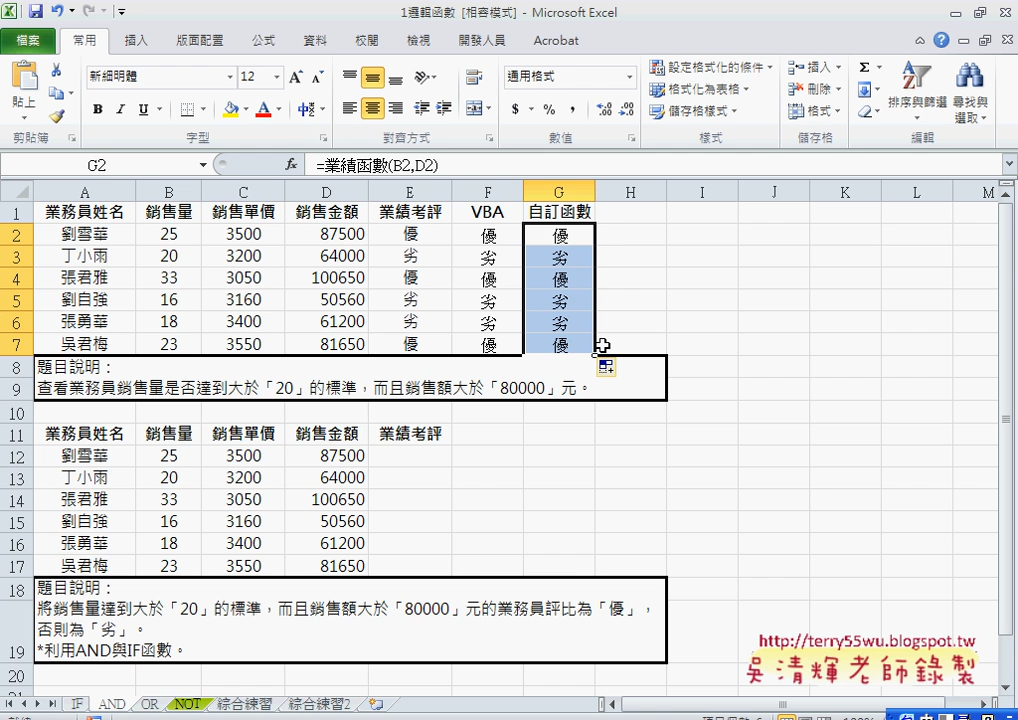 1邏輯函數 [相容模式] - Microsoft Excel
檔案 常用 插入 版面配置 公式 資料 校閱 檢視 開發人員 Acrobat
貼上 新細明體 12 通用格式 設定格式化的條件 插入 Σ
B I U 格式化為表格 刪除 排序與篩選 尋找與選取
中 $ % , 儲存格樣式 格式
剪貼簿 字型 對齊方式 數值 樣式 儲存格 編輯
G2 fx =業績函數(B2,D2)
A B C D E F G H I J K L M
1 業務員姓名 銷售量 銷售單價 銷售金額 業績考評 VBA 自訂函數
2 劉雪華 25 3500 87500 優 優 優
3 丁小雨 20 3200 64000 劣 劣 劣
4 張君雅 33 3050 100650 優 優 優
5 劉自強 16 3160 50560 劣 劣 劣
6 張勇華 18 3400 61200 劣 劣 劣
7 吳君梅 23 3550 81650 優 優 優
8 題目說明：
9 查看業務員銷售量是否達到大於「20」的標準，而且銷售額大於「80000」元。
10
11 業務員姓名 銷售量 銷售單價 銷售金額 業績考評
12 劉雪華 25 3500 87500
13 丁小雨 20 3200 64000
14 張君雅 33 3050 100650
15 劉自強 16 3160 50560
16 張勇華 18 3400 61200
17 吳君梅 23 3550 81650
18 題目說明：
將銷售量達到大於「20」的標準，而且銷售額大於「80000」元的業務員評比為「優」，
否則為「劣」。
19 *利用AND與IF函數。
20
http://terry55wu.blogspot.tw
吳清輝老師錄製
IF AND OR NOT 綜合練習 綜合練習2